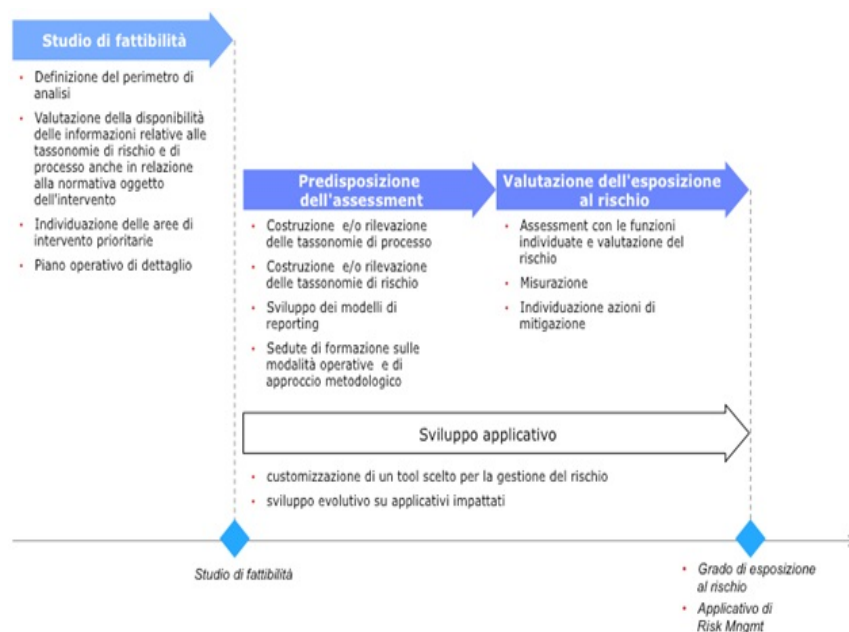 Studio di fattibilità
Definizione del perimetro di
analisi
Valutazione della disponibilità
delle informazioni relative alle
tassonomie di rischio e di
processo anche in relazione
alla normativa oggetto
dell'intervento
Individuazione delle aree di
intervento prioritarie
Piano operativo di dettaglio
Predisposizione
dell'assessment
Costruzione e/o rilevazione
delle tassonomie di processo
Costruzione e/o rilevazione
delle tassonomie di rischio
Sviluppo dei modelli di
reporting
Sedute di formazione sulle
modalità operative e di
approccio metodologico
Valutazione dell'esposizione
al rischio
Assessment con le funzioni
individuate e valutazione del
rischio
Misurazione
Individuazione azioni di
mitigazione
Sviluppo applicativo
customizzazione di un tool scelto per la gestione del rischio
sviluppo evolutivo su applicativi impattati
Studio di fattibilità
Grado di esposizione
al rischio
Applicativo di
Risk Mngmt